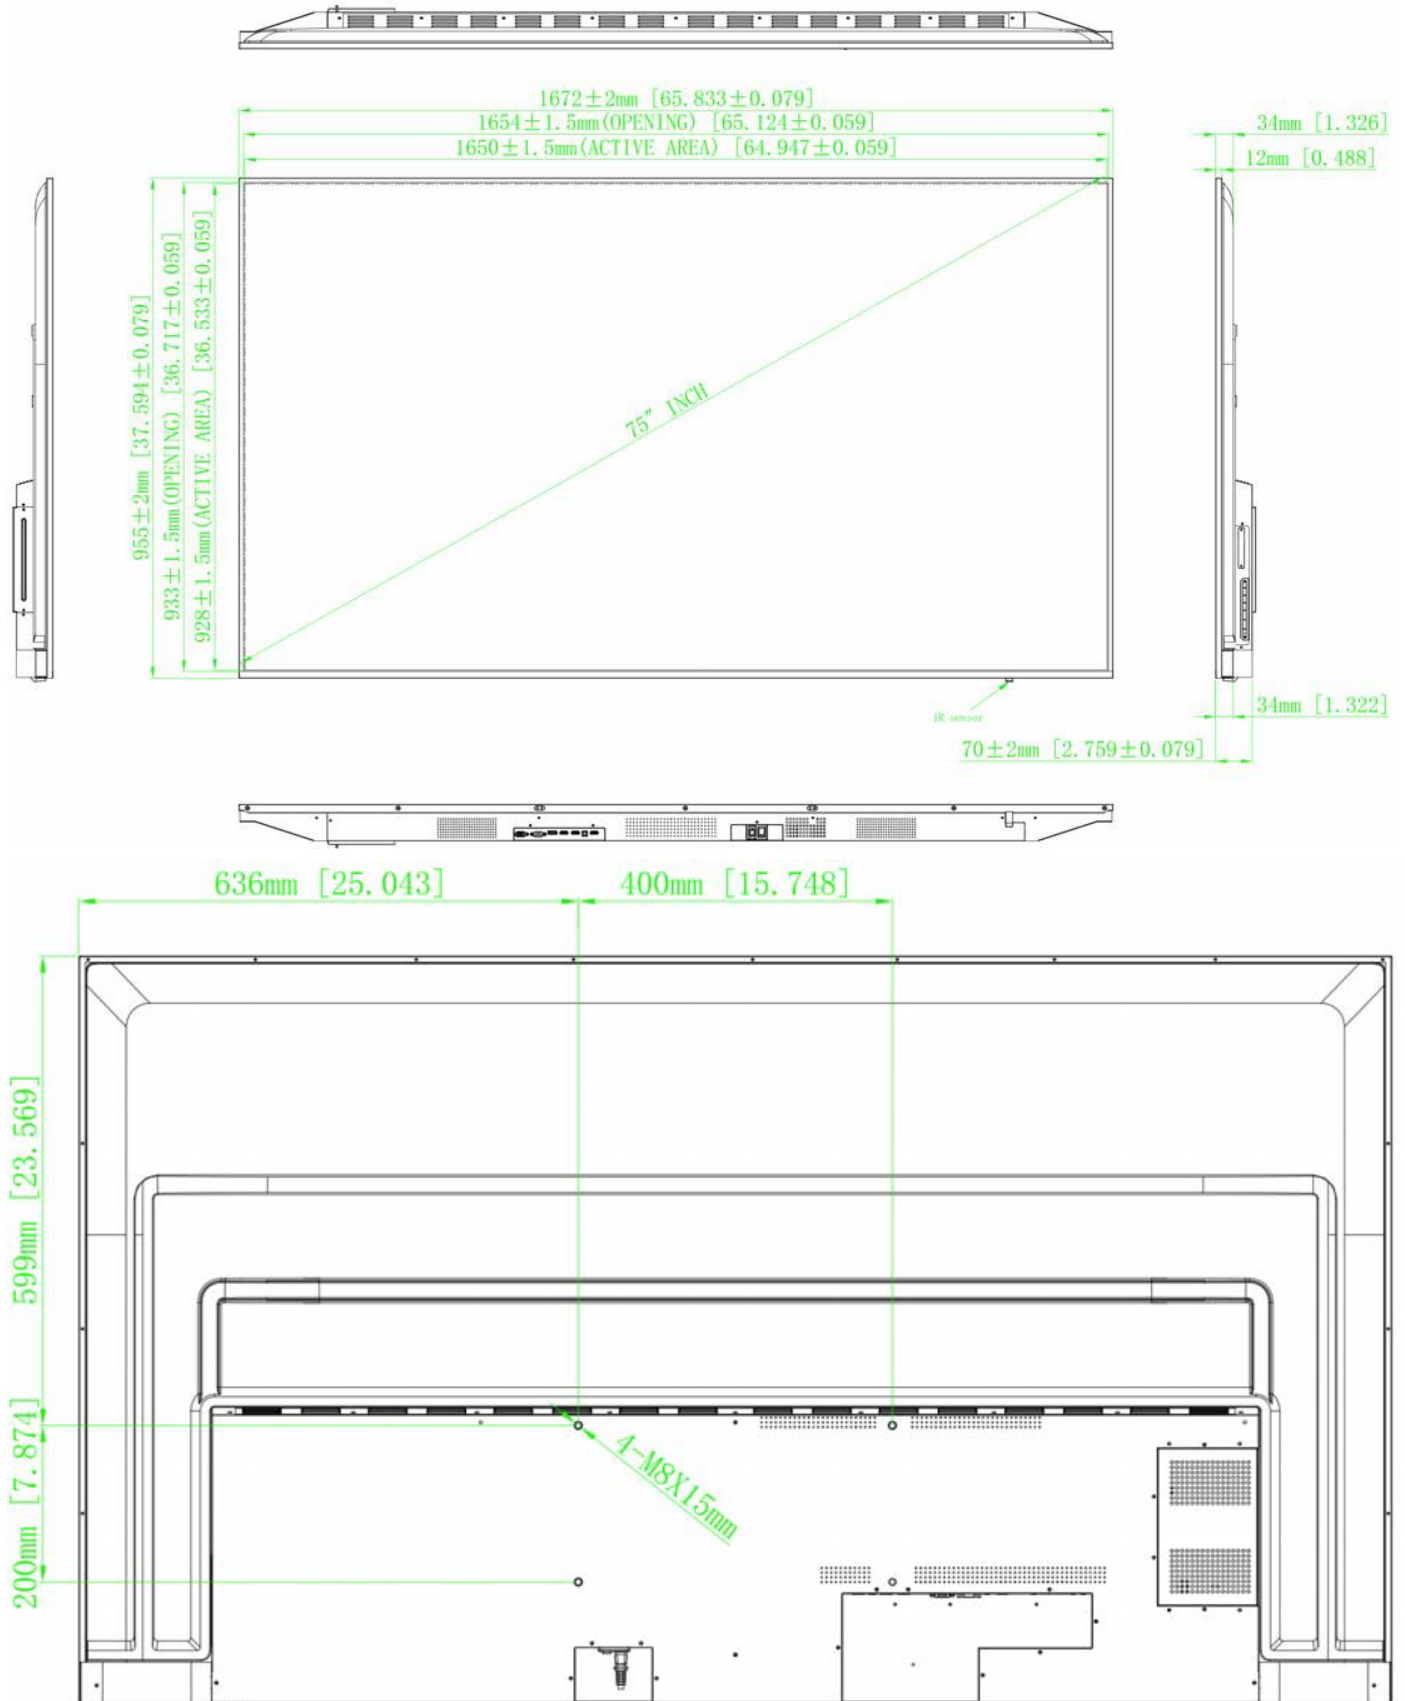 1672±2mm [65.833±0.079]
1654±1.5mm(OPENING) [65.124±0.059]
1650±1.5mm(ACTIVE AREA) [64.947±0.059]
34mm [1.326]
12mm [0.488]
955±2mm [37.594±0.079]
933±1.5mm(OPENING) [36.717±0.059]
928±1.5mm(ACTIVE AREA) [36.533±0.059]
75" INCH
IR sensor
34mm [1.322]
70±2mm [2.759±0.079]
636mm [25.043]
400mm [15.748]
599mm [23.569]
200mm [7.874]
4-M8X15mm